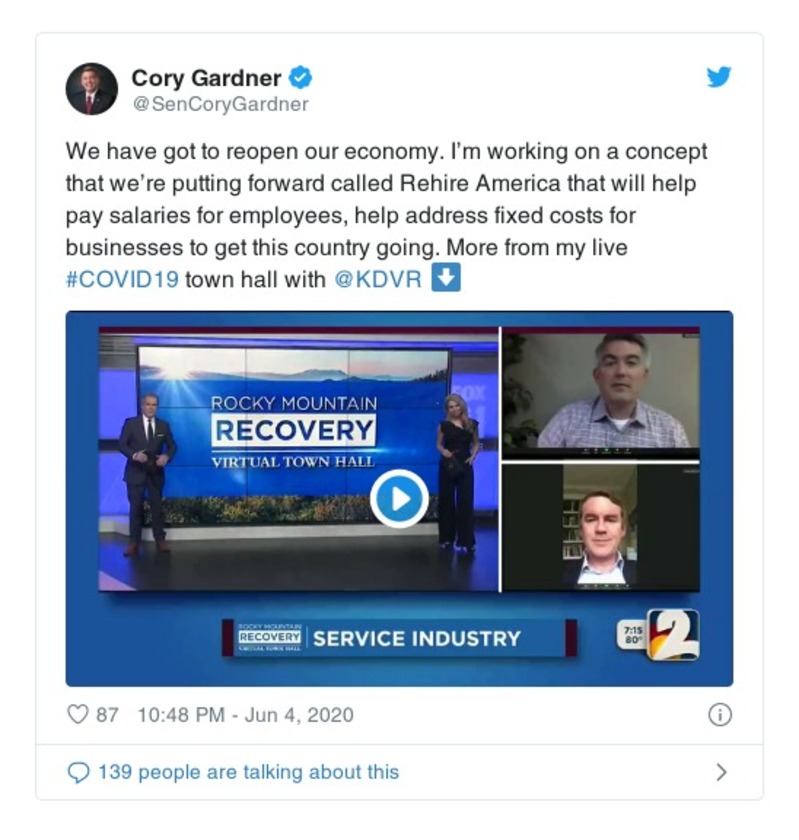 Cory Gardner
@SenCoryGardner
We have got to reopen our economy. I’m working on a concept
that we’re putting forward called Rehire America that will help
pay salaries for employees, help address fixed costs for
businesses to get this country going. More from my live
#COVID19 town hall with @KDVR ⬇
ROCKY MOUNTAIN
RECOVERY
VIRTUAL TOWN HALL
ROCKY MOUNTAIN
RECOVERY
VIRTUAL TOWN HALL
SERVICE INDUSTRY
7:15
80°
2
87 10:48 PM - Jun 4, 2020
139 people are talking about this